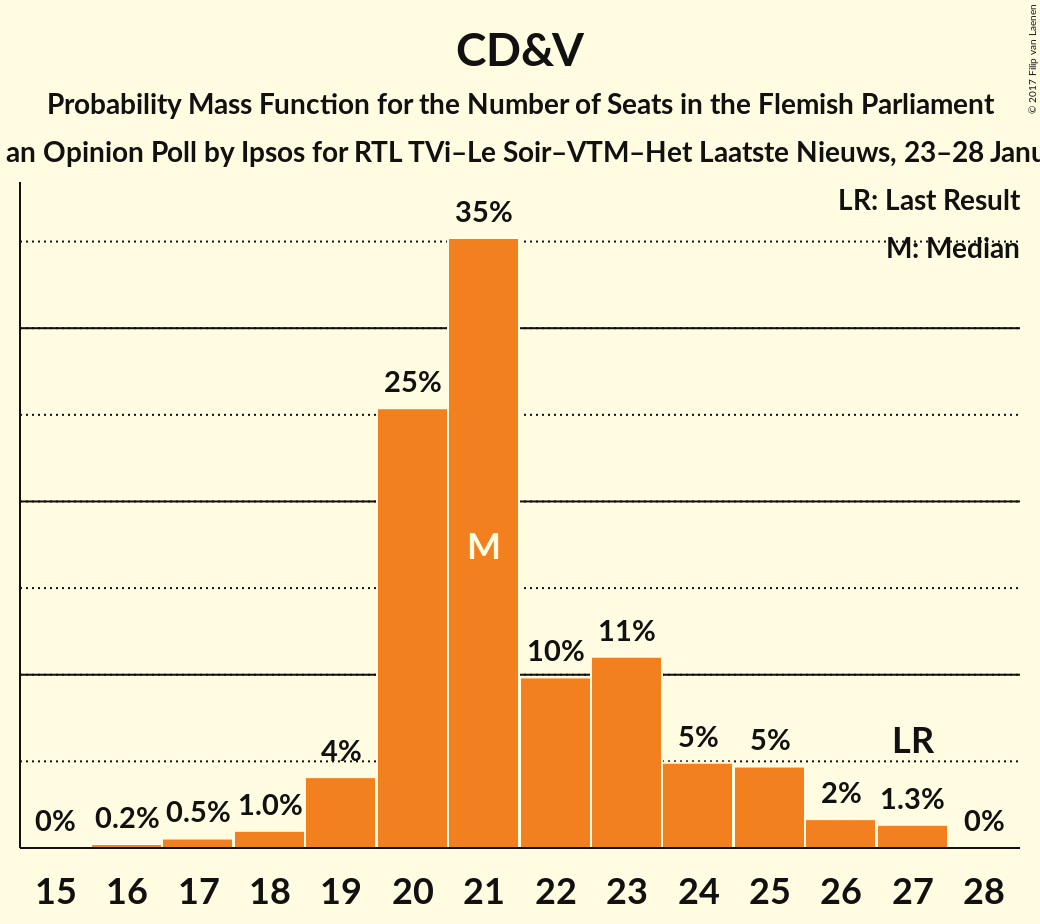 CD&V
Probability Mass Function for the Number of Seats in the Flemish Parliament
an Opinion Poll by Ipsos for RTL TVi–Le Soir–VTM–Het Laatste Nieuws, 23–28 Janu
© 2017 Filip van Laenen
LR: Last Result
M: Median
35%
25%
M
11%
10%
4%
5%
5%
LR
0%
0.2%
0.5%
1.0%
2%
1.3%
0%
15 16 17 18 19 20 21 22 23 24 25 26 27 28